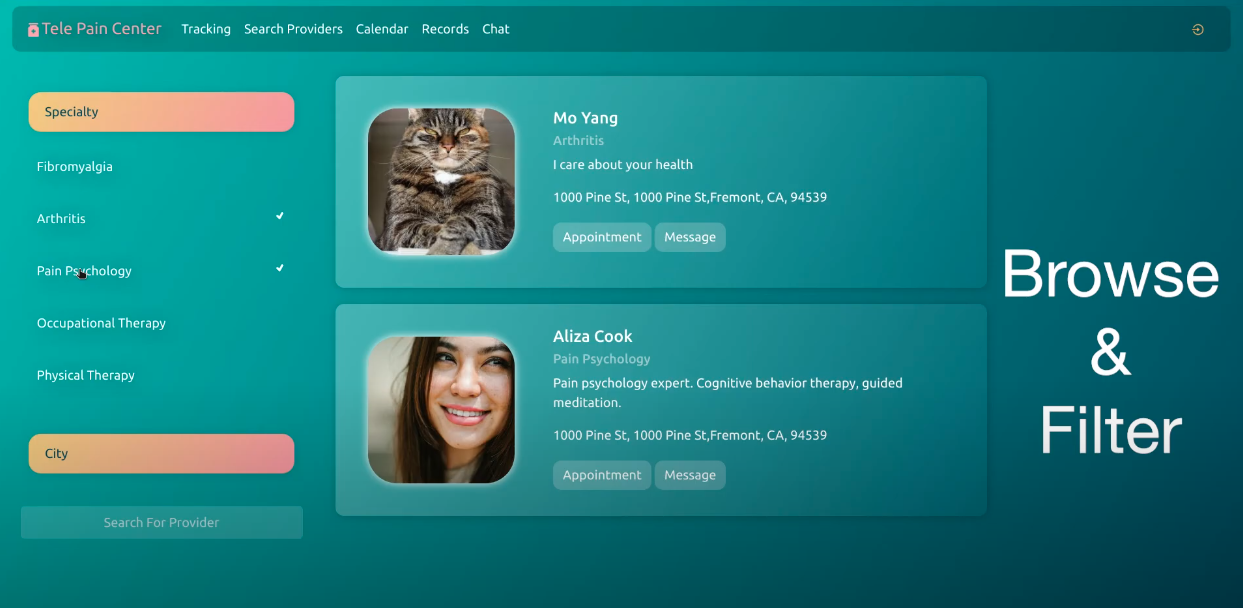 Tele Pain Center Tracking Search Providers Calendar Records Chat
Specialty
Fibromyalgia
Arthritis
Pain Psychology
Occupational Therapy
Physical Therapy
City
Search For Provider
Mo Yang
Arthritis
I care about your health
1000 Pine St, 1000 Pine St,Fremont, CA, 94539
Appointment Message
Aliza Cook
Pain Psychology
Pain psychology expert. Cognitive behavior therapy, guided
meditation.
1000 Pine St, 1000 Pine St,Fremont, CA, 94539
Appointment Message
Browse
&
Filter